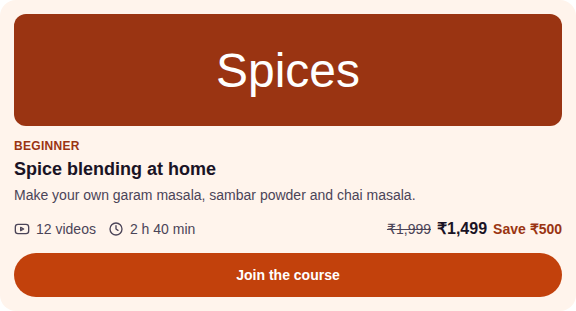 Spices
BEGINNER
Spice blending at home
Make your own garam masala, sambar powder and chai masala.
12 videos 2 h 40 min ₹1,999 ₹1,499 Save ₹500
Join the course